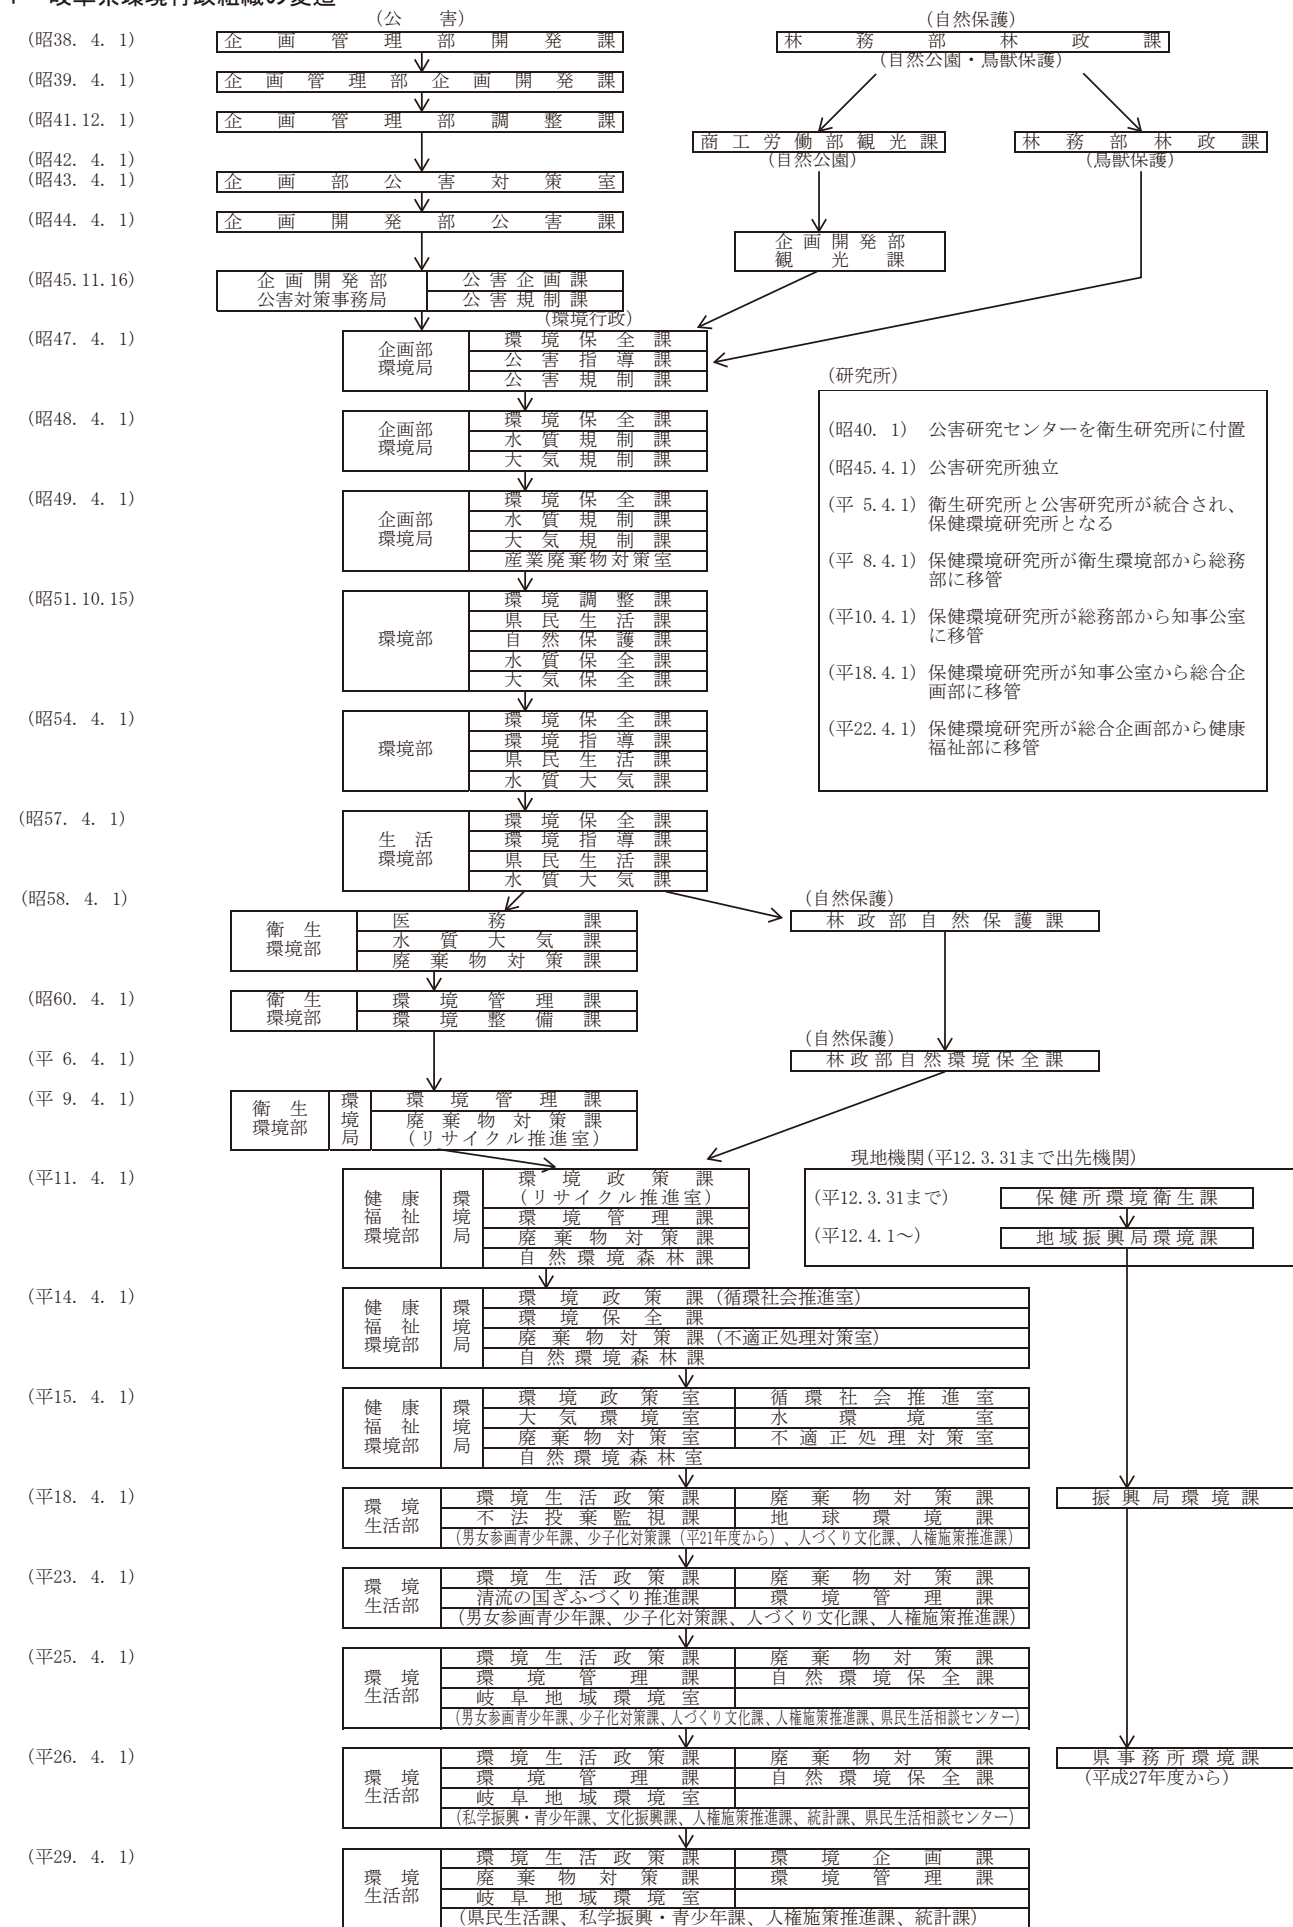 岐阜県環境行政組織の変遷
(公　害)
(自然保護)
(昭38. 4. 1)
企画管理部開発課
林務部林政課
(自然公園・鳥獣保護)
(昭39. 4. 1)
企画管理部企画開発課
(昭41.12. 1)
企画管理部調整課
商工労働部観光課
林務部林政課
(自然公園)
(鳥獣保護)
(昭42. 4. 1)
(昭43. 4. 1)
企画部公害対策室
(昭44. 4. 1)
企画開発部公害課
企画開発部
観光課
(昭45.11.16)
企画開発部
公害対策事務局
公害企画課
公害規制課
(環境行政)
(昭47. 4. 1)
企画部
環境局
環境保全課
公害指導課
公害規制課
(昭48. 4. 1)
企画部
環境局
環境保全課
水質規制課
大気規制課
(昭49. 4. 1)
企画部
環境局
環境保全課
水質規制課
大気規制課
産業廃棄物対策室
(昭51.10.15)
環境部
環境調整課
県民生活課
自然保護課
水質保全課
大気保全課
(昭54. 4. 1)
環境部
環境保全課
環境指導課
県民生活課
水質大気課
(研究所)
(昭40. 1)　公害研究センターを衛生研究所に付置
(昭45.4.1) 公害研究所独立
(平 5.4.1) 衛生研究所と公害研究所が統合され、
保健環境研究所となる
(平 8.4.1) 保健環境研究所が衛生環境部から総務
部に移管
(平10.4.1) 保健環境研究所が総務部から知事公室
に移管
(平18.4.1) 保健環境研究所が知事公室から総合企
画部に移管
(平22.4.1) 保健環境研究所が総合企画部から健康
福祉部に移管
(昭57. 4. 1)
生　活
環境部
環境保全課
環境指導課
県民生活課
水質大気課
(昭58. 4. 1)
衛　生
環境部
医務課
水質大気課
廃棄物対策課
(自然保護)
林政部自然保護課
(昭60. 4. 1)
衛　生
環境部
環境管理課
環境整備課
(平 6. 4. 1)
(自然保護)
林政部自然環境保全課
(平 9. 4. 1)
衛　生
環境部
環境局
環境管理課
廃棄物対策課
(リサイクル推進室)
(平11. 4. 1)
健　康
福　祉
環境部
環境局
環境政策課
(リサイクル推進室)
環境管理課
廃棄物対策課
自然環境森林課
現地機関(平12.3.31まで出先機関)
(平12.3.31まで)
保健所環境衛生課
(平12.4.1～)
地域振興局環境課
(平14. 4. 1)
健　康
福　祉
環境部
環境局
環境政策課(循環社会推進室)
環境保全課
廃棄物対策課(不適正処理対策室)
自然環境森林課
(平15. 4. 1)
健　康
福　祉
環境部
環境局
環境政策室　循環社会推進室
大気環境室　水環境室
廃棄物対策室　不適正処理対策室
自然環境森林室
(平18. 4. 1)
環　境
生活部
環境生活政策課　廃棄物対策課
不法投棄監視課　地球環境課
(男女参画青少年課、少子化対策課（平21年度から）、人づくり文化課、人権施策推進課)
振興局環境課
(平23. 4. 1)
環　境
生活部
環境生活政策課　廃棄物対策課
清流の国ぎふづくり推進課　環境管理課
(男女参画青少年課、少子化対策課、人づくり文化課、人権施策推進課)
(平25. 4. 1)
環　境
生活部
環境生活政策課　廃棄物対策課
環境管理課　自然環境保全課
岐阜地域環境室
(男女参画青少年課、少子化対策課、人づくり文化課、人権施策推進課、県民生活相談センター)
(平26. 4. 1)
環　境
生活部
環境生活政策課　廃棄物対策課
環境管理課　自然環境保全課
岐阜地域環境室
(私学振興・青少年課、文化振興課、人権施策推進課、統計課、県民生活相談センター)
県事務所環境課
(平成27年度から)
(平29. 4. 1)
環　境
生活部
環境生活政策課　環境企画課
廃棄物対策課　環境管理課
岐阜地域環境室
(県民生活課、私学振興・青少年課、人権施策推進課、統計課)